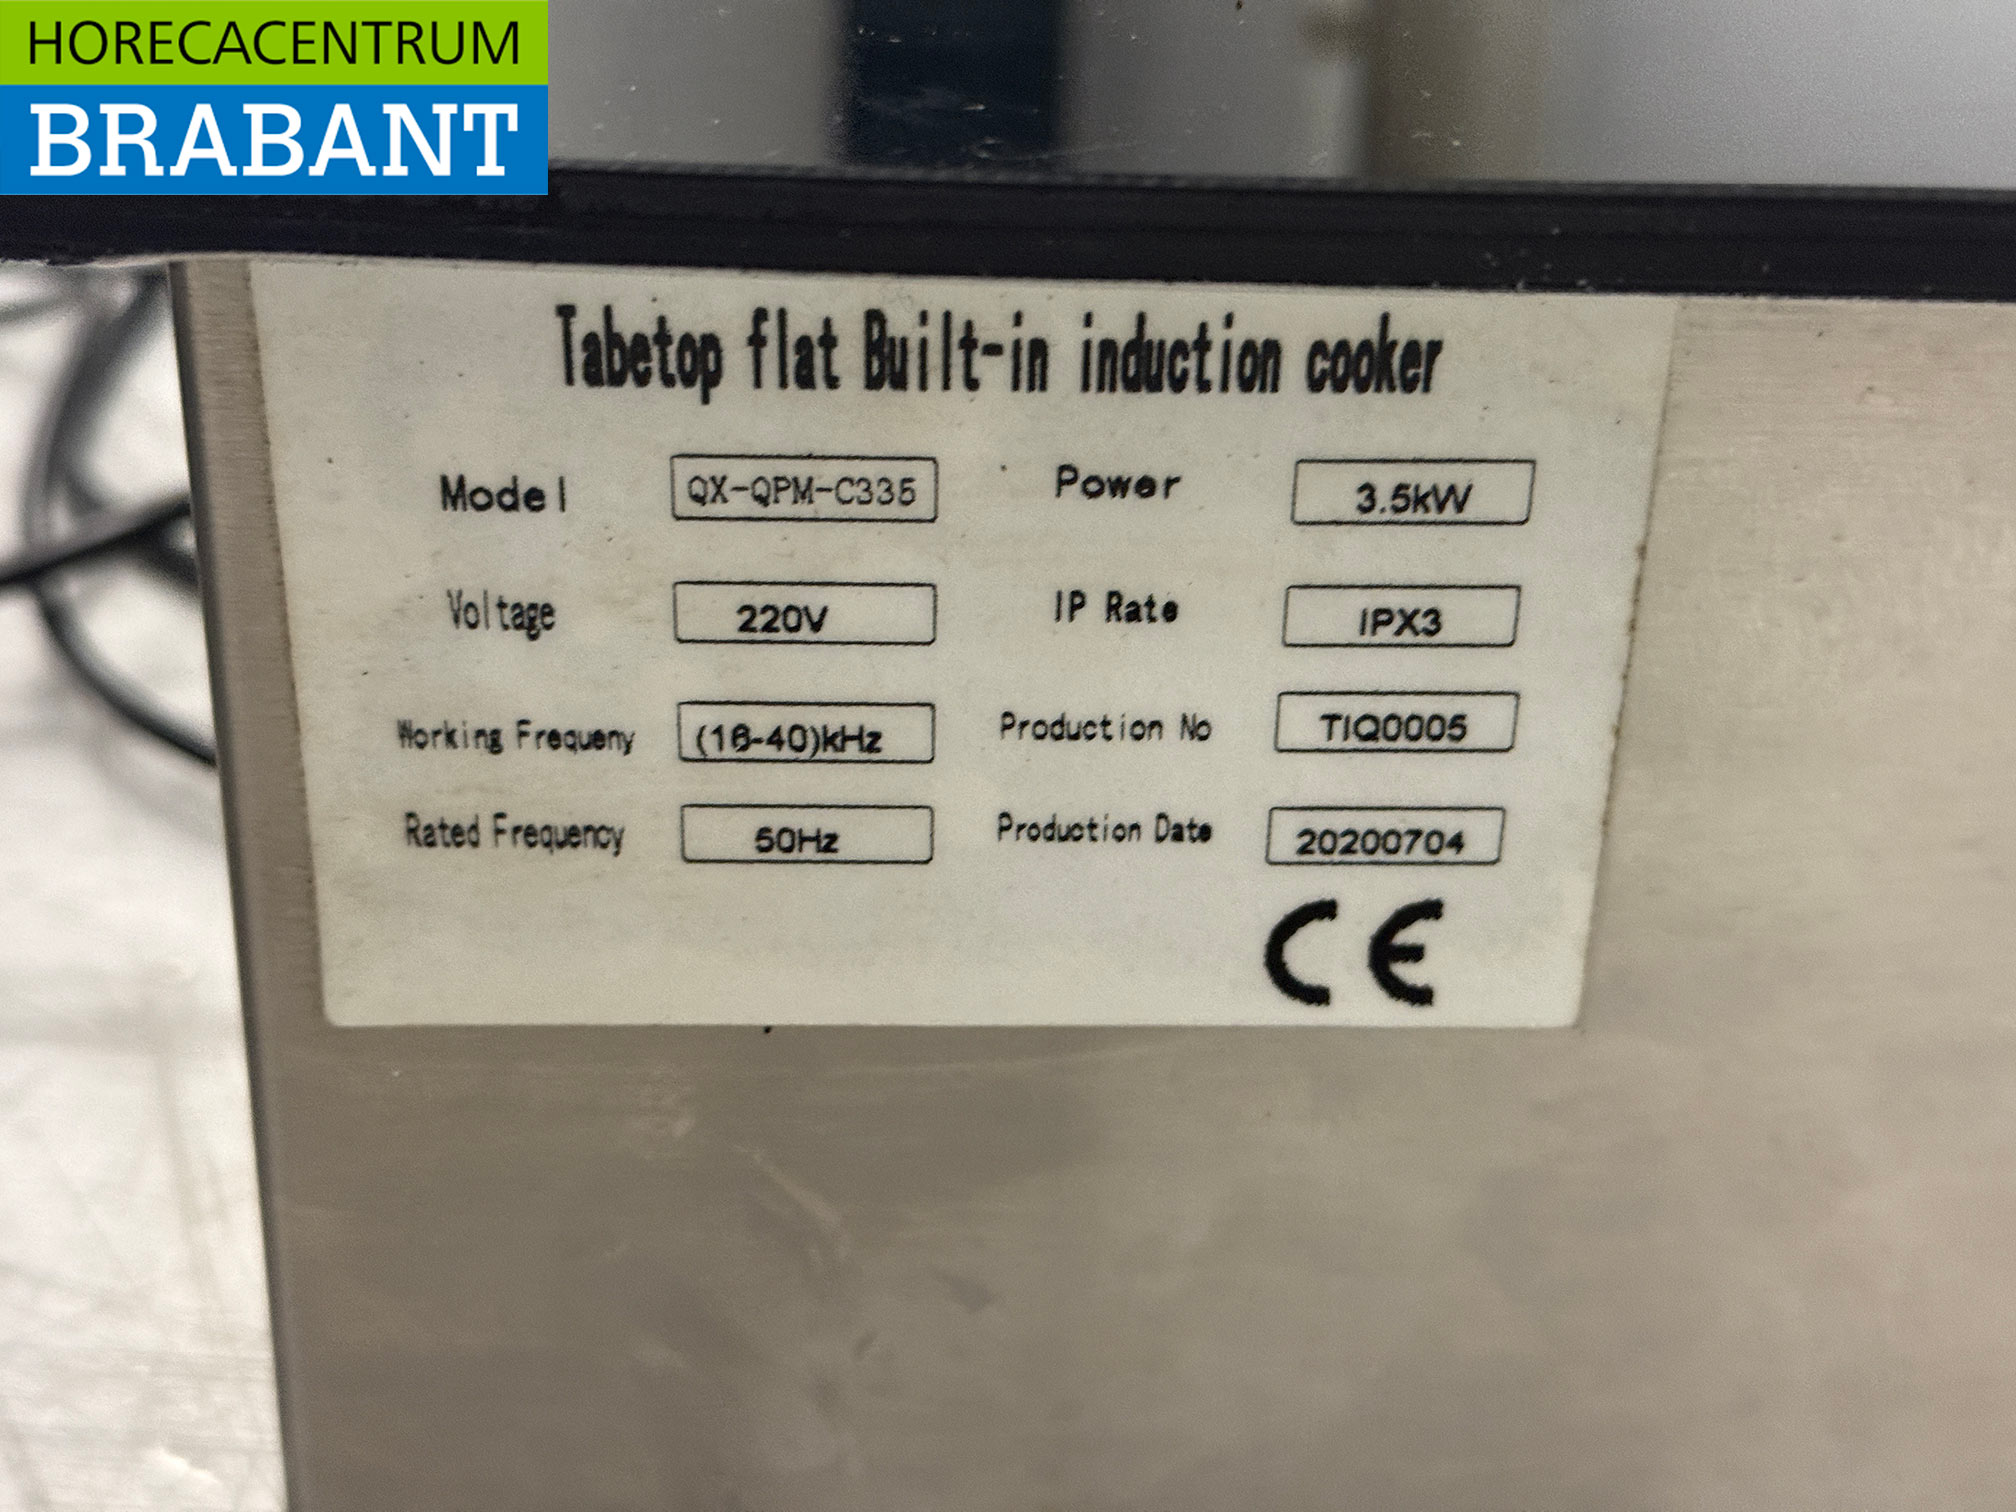 HORECACENTRUM
BRABANT
Tabetop flat Built-in induction cooker
Model QX-QPM-C335 Power 3.5kW
Voltage 220V IP Rate IPX3
Working Frequeny (16-40)kHz Production No TIQ0005
Rated Frequency 50Hz Production Date 20200704
CE